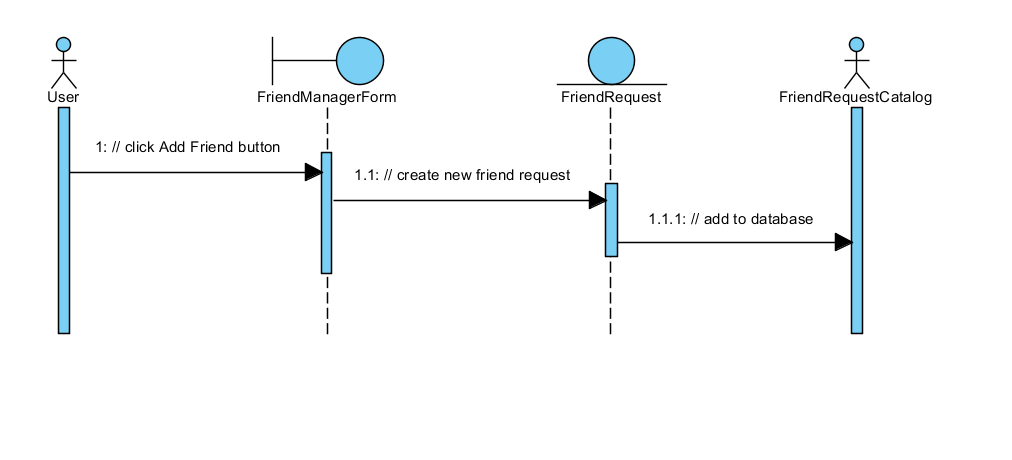 User
FriendManagerForm
FriendRequest
FriendRequestCatalog
1: // click Add Friend button
1.1: // create new friend request
1.1.1: // add to database